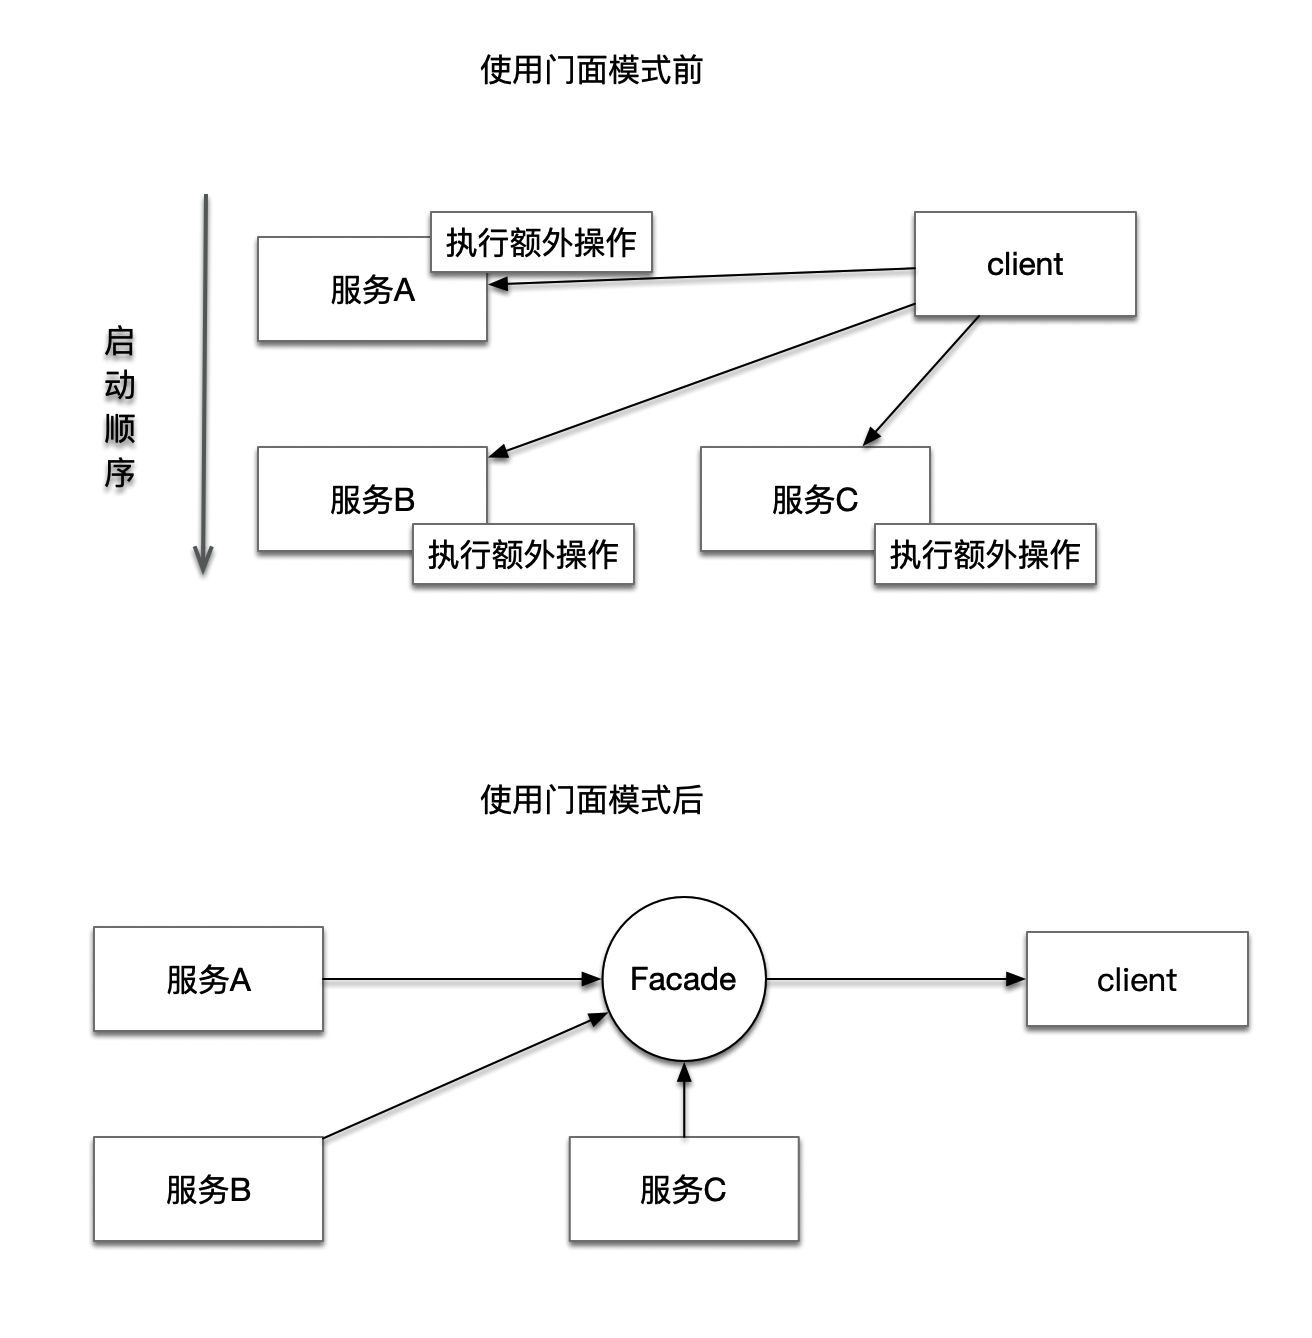 使用门面模式前
执行额外操作
服务A
client
启
动
顺
序
服务B
执行额外操作
服务C
执行额外操作
使用门面模式后
服务A
Facade
client
服务B
服务C